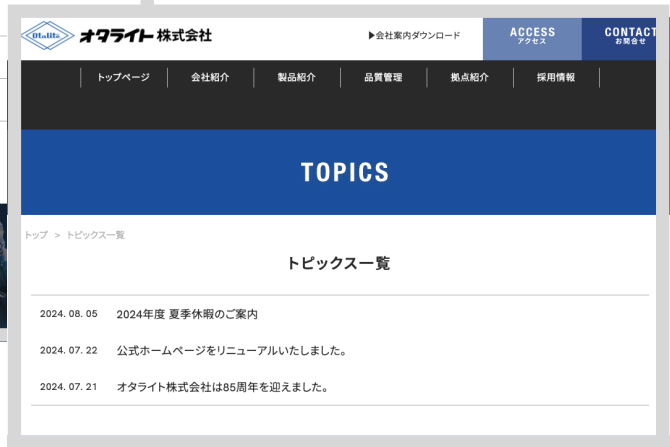 Otalite
オタライト株式会社
▶会社案内ダウンロード
ACCESS
アクセス
CONTACT
お問合せ
トップページ
会社紹介
製品紹介
品質管理
拠点紹介
採用情報
TOPICS
トップ > トピックス一覧
トピックス一覧
2024.08.05 2024年度 夏季休暇のご案内
2024.07.22 公式ホームページをリニューアルいたしました。
2024.07.21 オタライト株式会社は85周年を迎えました。